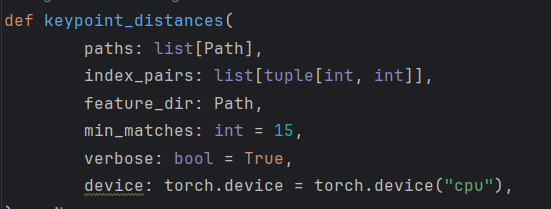 def keypoint_distances(
        paths: list[Path],
        index_pairs: list[tuple[int, int]],
        feature_dir: Path,
        min_matches: int = 15,
        verbose: bool = True,
        device: torch.device = torch.device("cpu"),